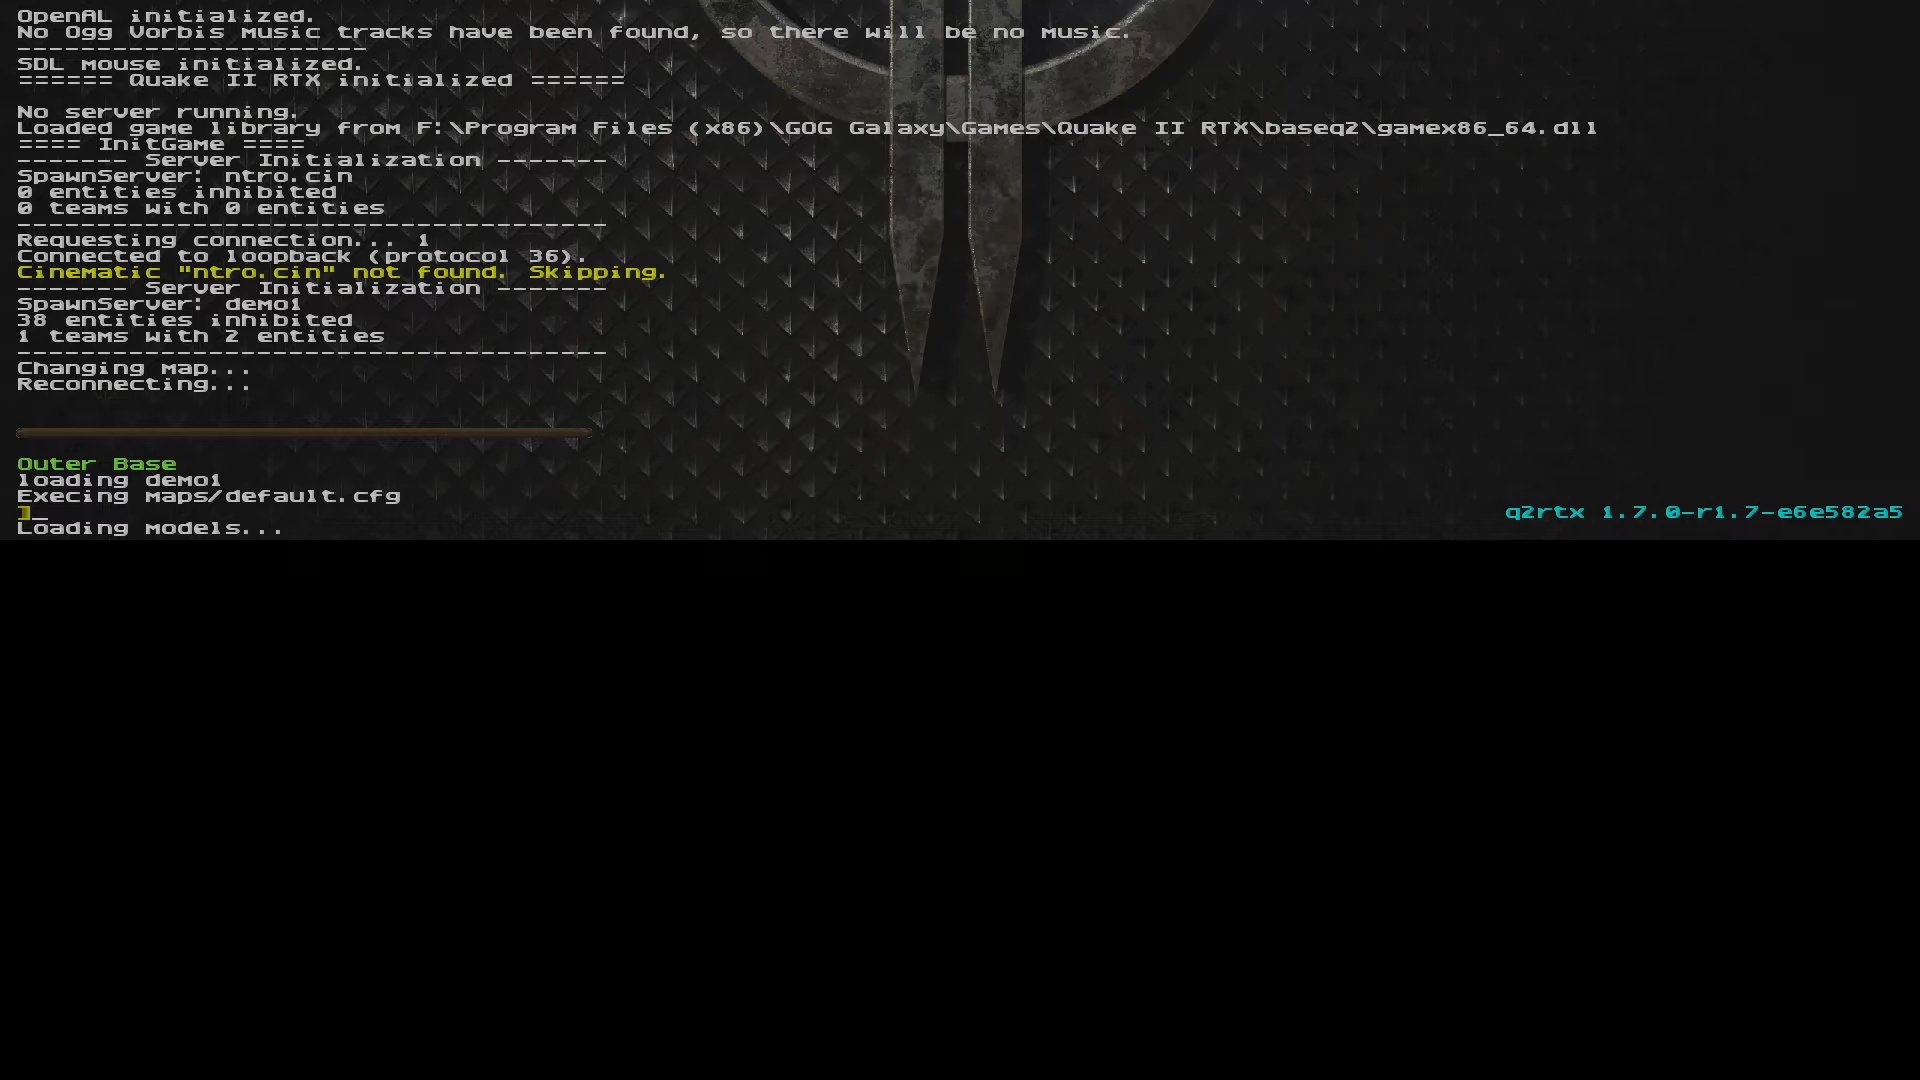 OpenAL initialized.
No Ogg Vorbis music tracks have been found, so there will be no music.
----------------------
SDL mouse initialized.
====== Quake II RTX initialized ======
No server running.
Loaded game library from F:\Program Files (x86)\GOG Galaxy\Games\Quake II RTX\baseq2\gamex86_64.dll
==== InitGame ====
------- Server Initialization -------
SpawnServer: ntro.cin
0 entities inhibited
0 teams with 0 entities
-------------------------------------
Requesting connection... 1
Connected to loopback (protocol 36).
Cinematic "ntro.cin" not found. Skipping.
------- Server Initialization -------
SpawnServer: demo1
38 entities inhibited
1 teams with 2 entities
-------------------------------------
Changing map...
Reconnecting...
Outer Base
loading demo1
Execing maps/default.cfg
]_
q2rtx 1.7.0-r1.7-e6e582a5
Loading models...